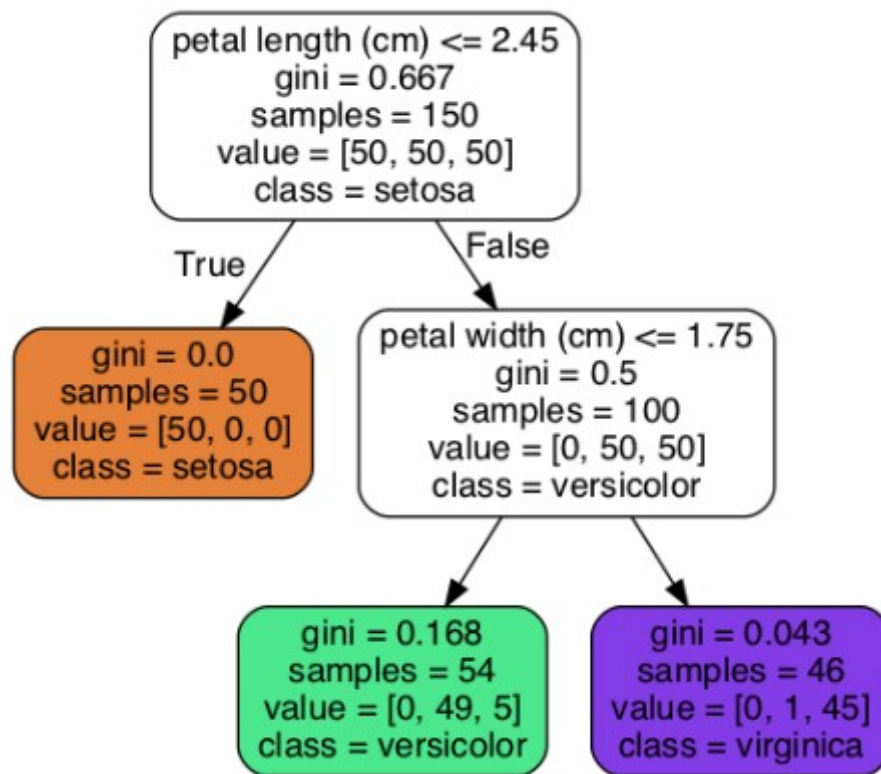 petal length (cm) <= 2.45
gini = 0.667
samples = 150
value = [50, 50, 50]
class = setosa
True
False
gini = 0.0
samples = 50
value = [50, 0, 0]
class = setosa
petal width (cm) <= 1.75
gini = 0.5
samples = 100
value = [0, 50, 50]
class = versicolor
gini = 0.168
samples = 54
value = [0, 49, 5]
class = versicolor
gini = 0.043
samples = 46
value = [0, 1, 45]
class = virginica